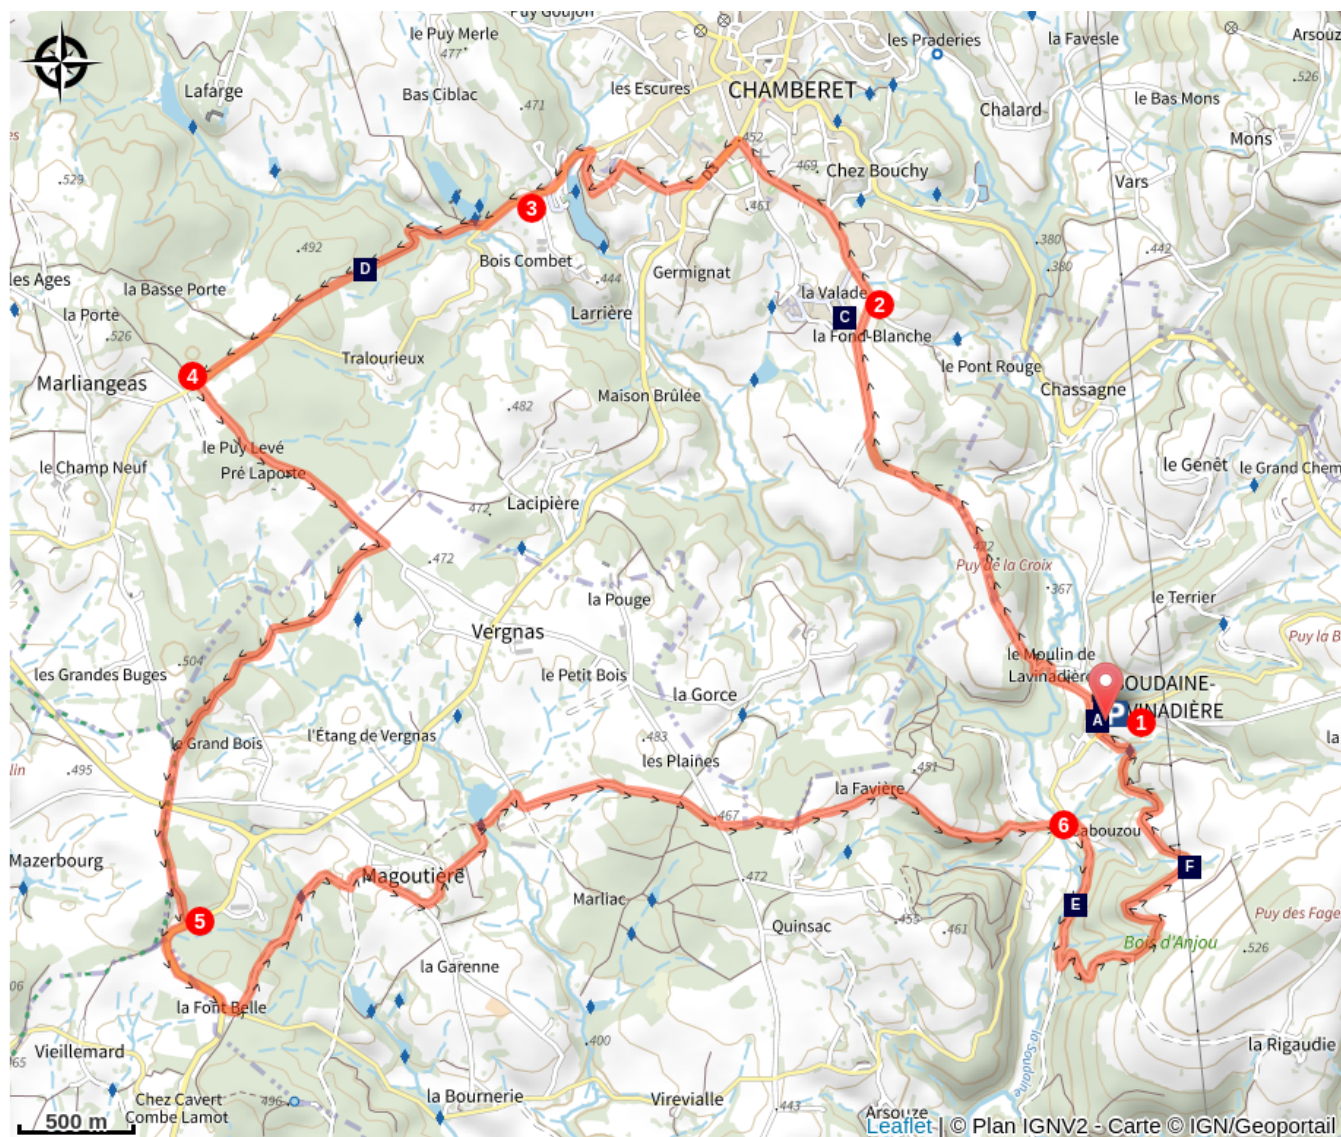 Puy Goujon
le Puy Merle
477
les Praderies
la Favesle
Arsouz
.526
Lafarge
Bas Ciblac
.471
les Escures
CHAMBERET
Chalard
le Bas Mons
Mons
.452
469
Chez Bouchy
Vars
.529
D3
.461
3
.492
D
Bois Combet
.444
Germignat
.380
.380
.442
les Ages
la Basse Porte
la Valade
2
C
la Fond-Blanche
la Porte
.526
Larrière
Tralourieux
le Pont Rouge
Marliangeas
4
Maison Brûlée
Chassagne
.482
le Puy Levé
le Champ Neuf
Pré Laporte
le Genêt
le Grand Chem
472
Lacipière
.472
Puy de la Croix
.367
la Pouge
le Terrier
Vergnas
Puy la B
.504
les Grandes Buges
le Petit Bois
la Gorce
le Moulin de
Lavinadière
SOUDAINE-
VINADIÈRE
A
P
1
le Grand Bois
l'Étang de Vergnas
.483
les Plaines
.495
.451
la Favière
.467
6
Cabouzou
Mazerbourg
Magoutière
F
.472
E
Marliac
5
Quinsac
.455
.461
Puy des Fage
Bois d'Anjou
.526
la Garenne
la Font Belle
.400
Vieillemard
la Soudaine
la Rigaudie
Chez Cavert
Combe Lamot
496
la Bournerie
Virevialle
.443
Arsouze
500 m
Leaflet | © Plan IGNV2 - Carte © IGN/Geoportail